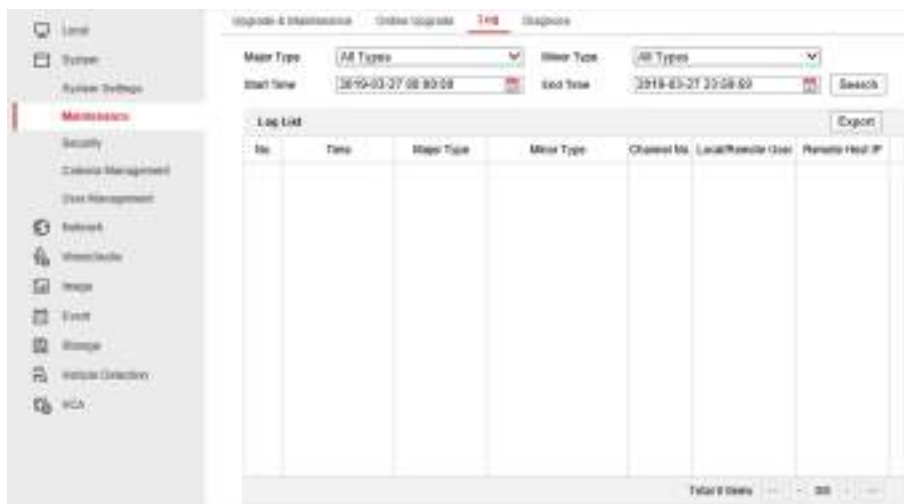 Local
System
System Settings
Maintenance
Security
Camera Management
User Management
Network
Video/Audio
Image
Event
Storage
Vehicle Detection
VCA
Upgrade & Maintenance Online Upgrade Log Diagnose
Major Type All Types Minor Type All Types
Start Time 2019-03-27 00:00:00 End Time 2019-03-27 23:59:59 Search
Log List Export
No. Time Major Type Minor Type Channel No. Local/Remote User Remote Host IP
Total 0 Items